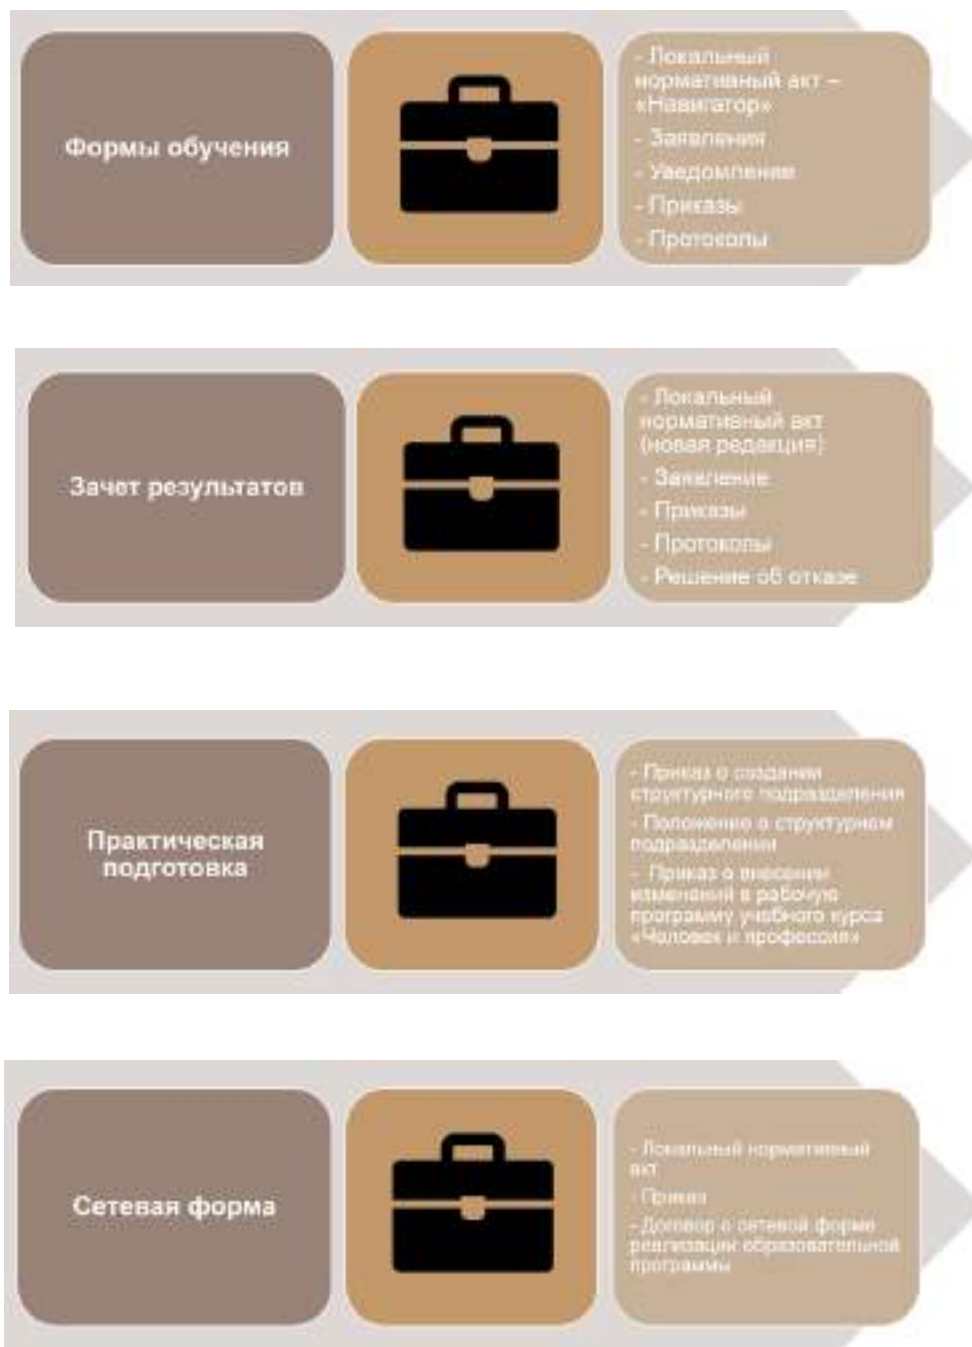 Формы обучения
- Локальный
нормативный акт –
«Навигатор»
- Заявления
- Уведомление
- Приказы
- Протоколы
Зачет результатов
- Локальный
нормативный акт
(новая редакция)
- Заявление
- Приказы
- Протоколы
- Решение об отказе
Практическая
подготовка
- Приказ о создании
структурного подразделения
- Положение о структурном
подразделении
- Приказ о внесении
изменений в рабочую
программу учебного курса
«Человек и профессия»
Сетевая форма
- Локальный нормативный
акт
- Приказ
- Договор о сетевой форме
реализации образовательной
программы